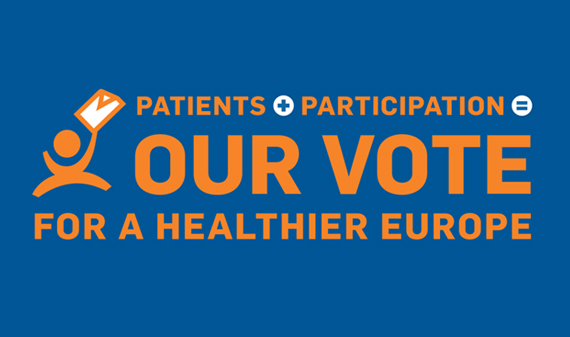 PATIENTS + PARTICIPATION =
OUR VOTE
FOR A HEALTHIER EUROPE